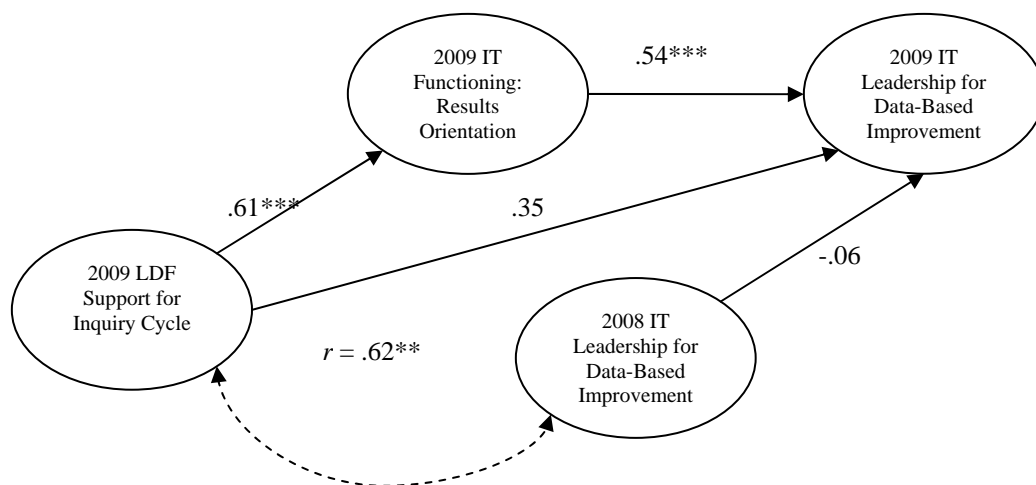 2009 IT
Functioning:
Results
Orientation
.54***
2009 IT
Leadership for
Data-Based
Improvement
.61***
.35
-.06
2009 LDF
Support for
Inquiry Cycle
r = .62**
2008 IT
Leadership for
Data-Based
Improvement